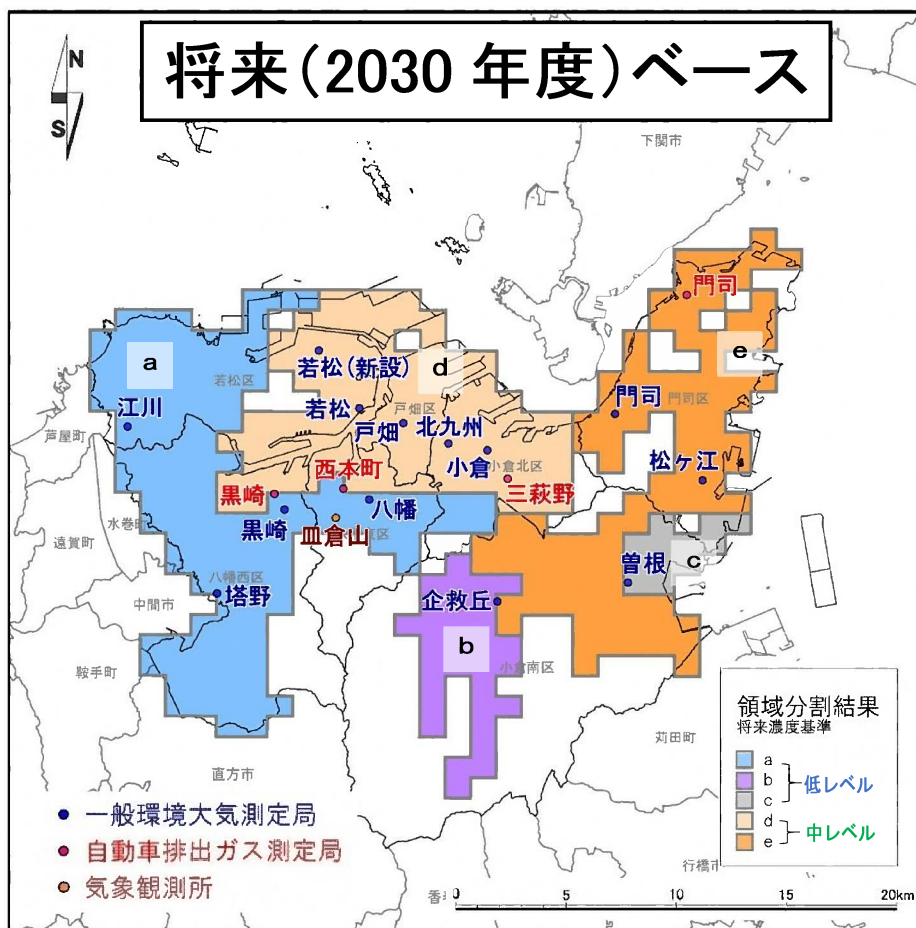 将来(2030 年度)ベース
N
S
下関市
門司
a
d
e
若松区
若松(新設)
江川
若松
戸畑区
門司
門司区
芦屋町
戸畑
北九州
小倉
小倉北区
松ヶ江
西本町
黒崎
三萩野
八幡
黒崎
水巻町
皿倉山
遠賀町
曽根
c
八幡西区
塔野
中間市
企救丘
b
小倉南区
鞍手町
苅田町
直方市
領域分割結果
将来濃度基準
a
b
低レベル
c
d
中レベル
e
一般環境大気測定局
自動車排出ガス測定局
気象観測所
行橋市
香
0 5 10 15 20km